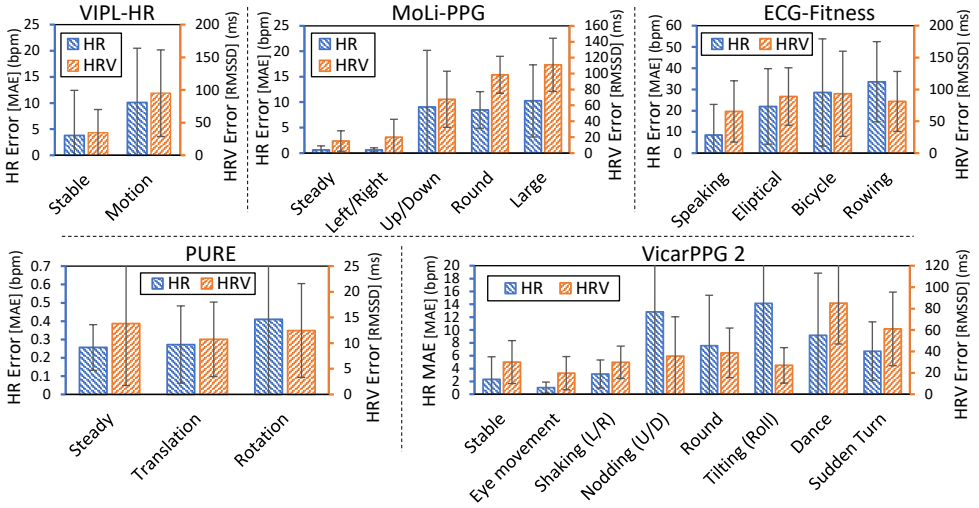 VIPL-HR
HR Error [MAE] (bpm)
25
20
15
10
5
0
HR
HRV
200
150
100
50
0
HRV Error [RMSSD] (ms)
Stable
Motion
MoLi-PPG
HR Error [MAE] (bpm)
25
20
15
10
5
0
HR
HRV
160
140
120
100
80
60
40
20
0
HRV Error [RMSSD] (ms)
Steady
Left/Right
Up/Down
Round
Large
ECG-Fitness
HR Error [MAE] (bpm)
60
50
40
30
20
10
0
HR
HRV
200
150
100
50
0
HRV Error [RMSSD] (ms)
Speaking
Eliptical
Bicycle
Rowing
PURE
HR Error [MAE] (bpm)
0.7
0.6
0.5
0.4
0.3
0.2
0.1
0
HR
HRV
25
20
15
10
5
0
HRV Error [RMSSD] (ms)
Steady
Translation
Rotation
VicarPPG 2
HR MAE] (bpm)
20
18
16
14
12
10
8
6
4
2
0
HR
HRV
120
100
80
60
40
20
0
HRV Error [RMSSD] (ms)
Stable
Eye movement
Shaking (L/R)
Nodding (U/D)
Round
Tilting (Roll)
Dance
Sudden Turn